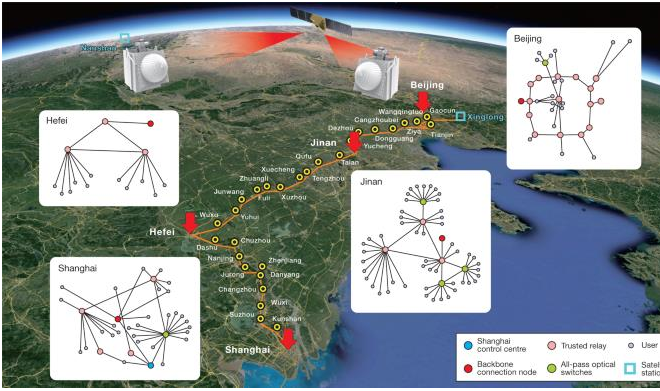 Nanshan
Beijing
Beijing
Hefei
Wangqingtuo
Gaocun
Cangzhoubei
Xinglong
Dezhou
Ziya
Tianjin
Dongguang
Jinan
Yucheng
Qufu
Taian
Xuecheng
Tengzhou
Zhuangli
Jinan
Junwang
Fuli
Xuzhou
Wuxu
Yuhui
Hefei
Chuzhou
Dashu
Nanjing
Zhenjiang
Shanghai
Jurong
Danyang
Changzhou
Wuxi
Suzhou
Kunshan
Shanghai
Shanghai
control centre
Trusted relay
User
Backbone
connection node
All-pass optical
switches